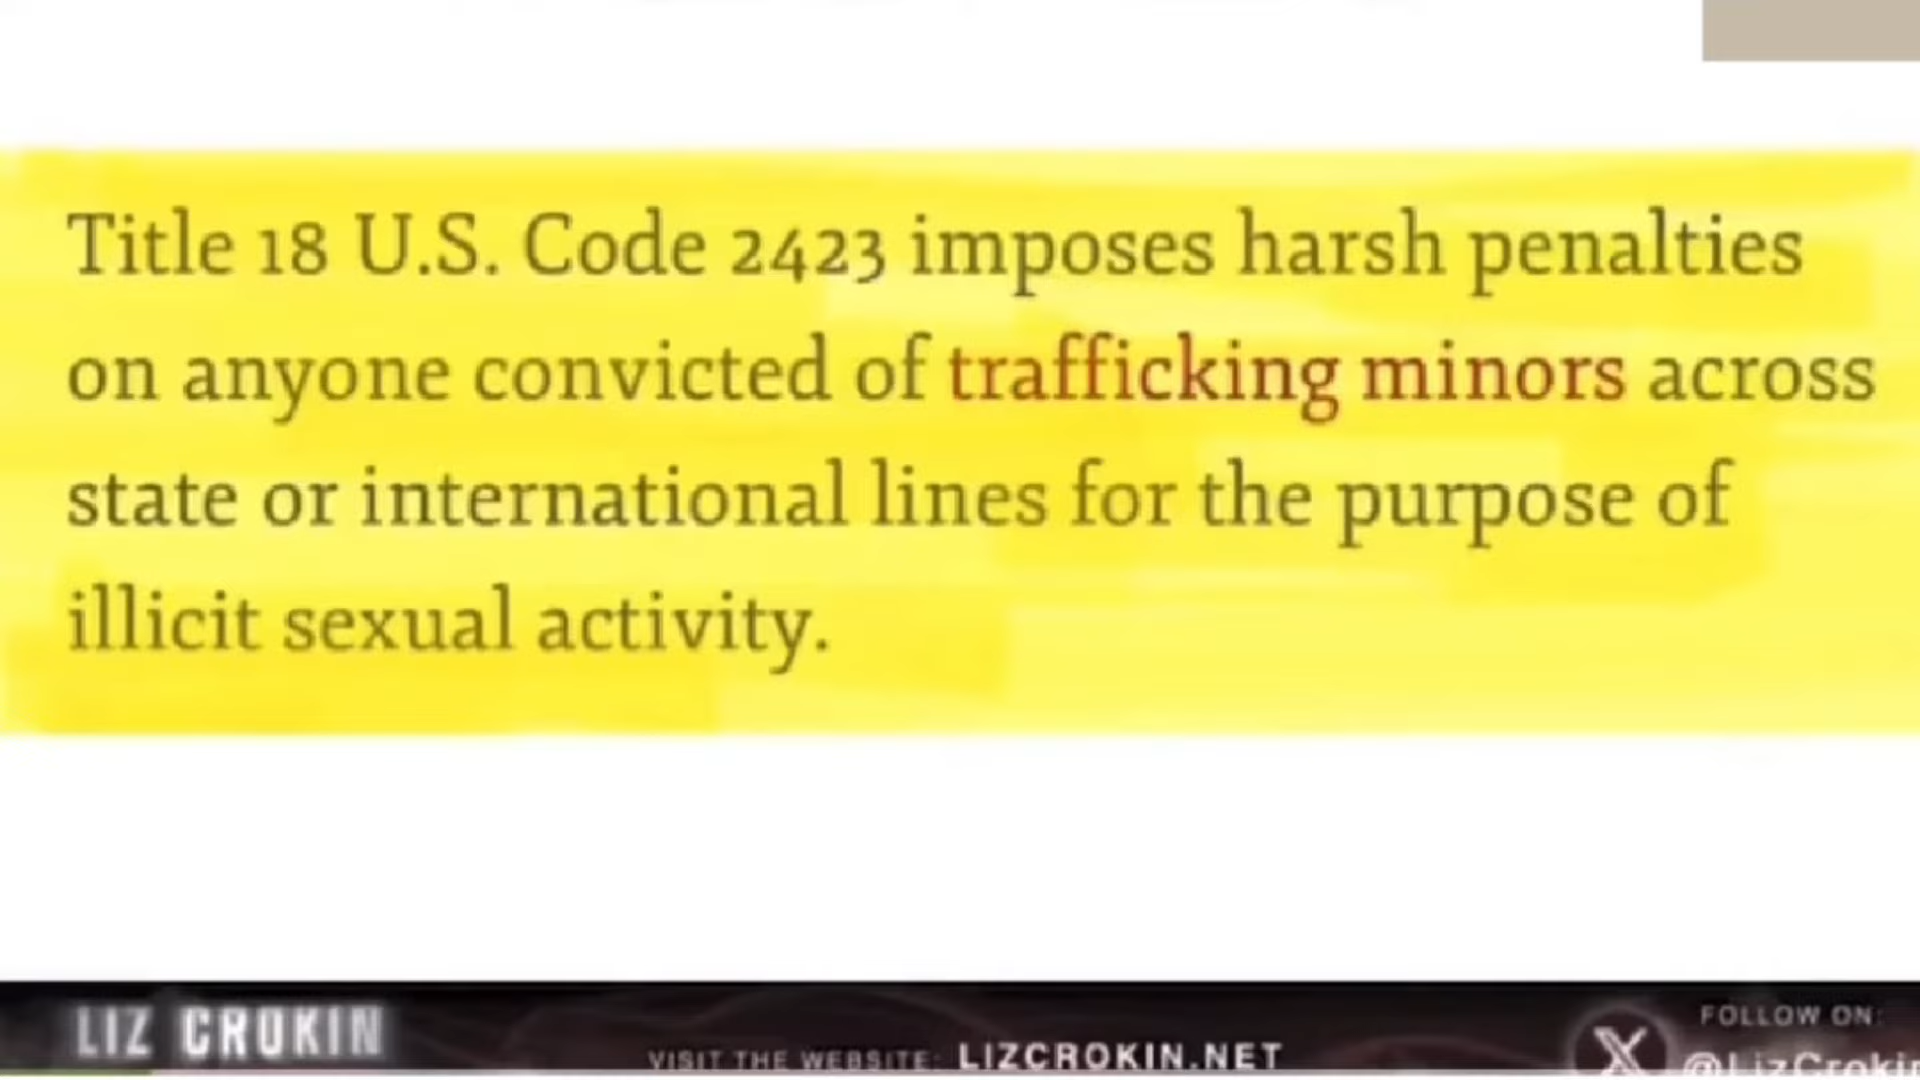 Title 18 U.S. Code 2423 imposes harsh penalties
on anyone convicted of trafficking minors across
state or international lines for the purpose of
illicit sexual activity.
LIZ CROKIN
VISIT THE WEBSITE: LIZCROKIN.NET
FOLLOW ON:
X
@LizCrokin